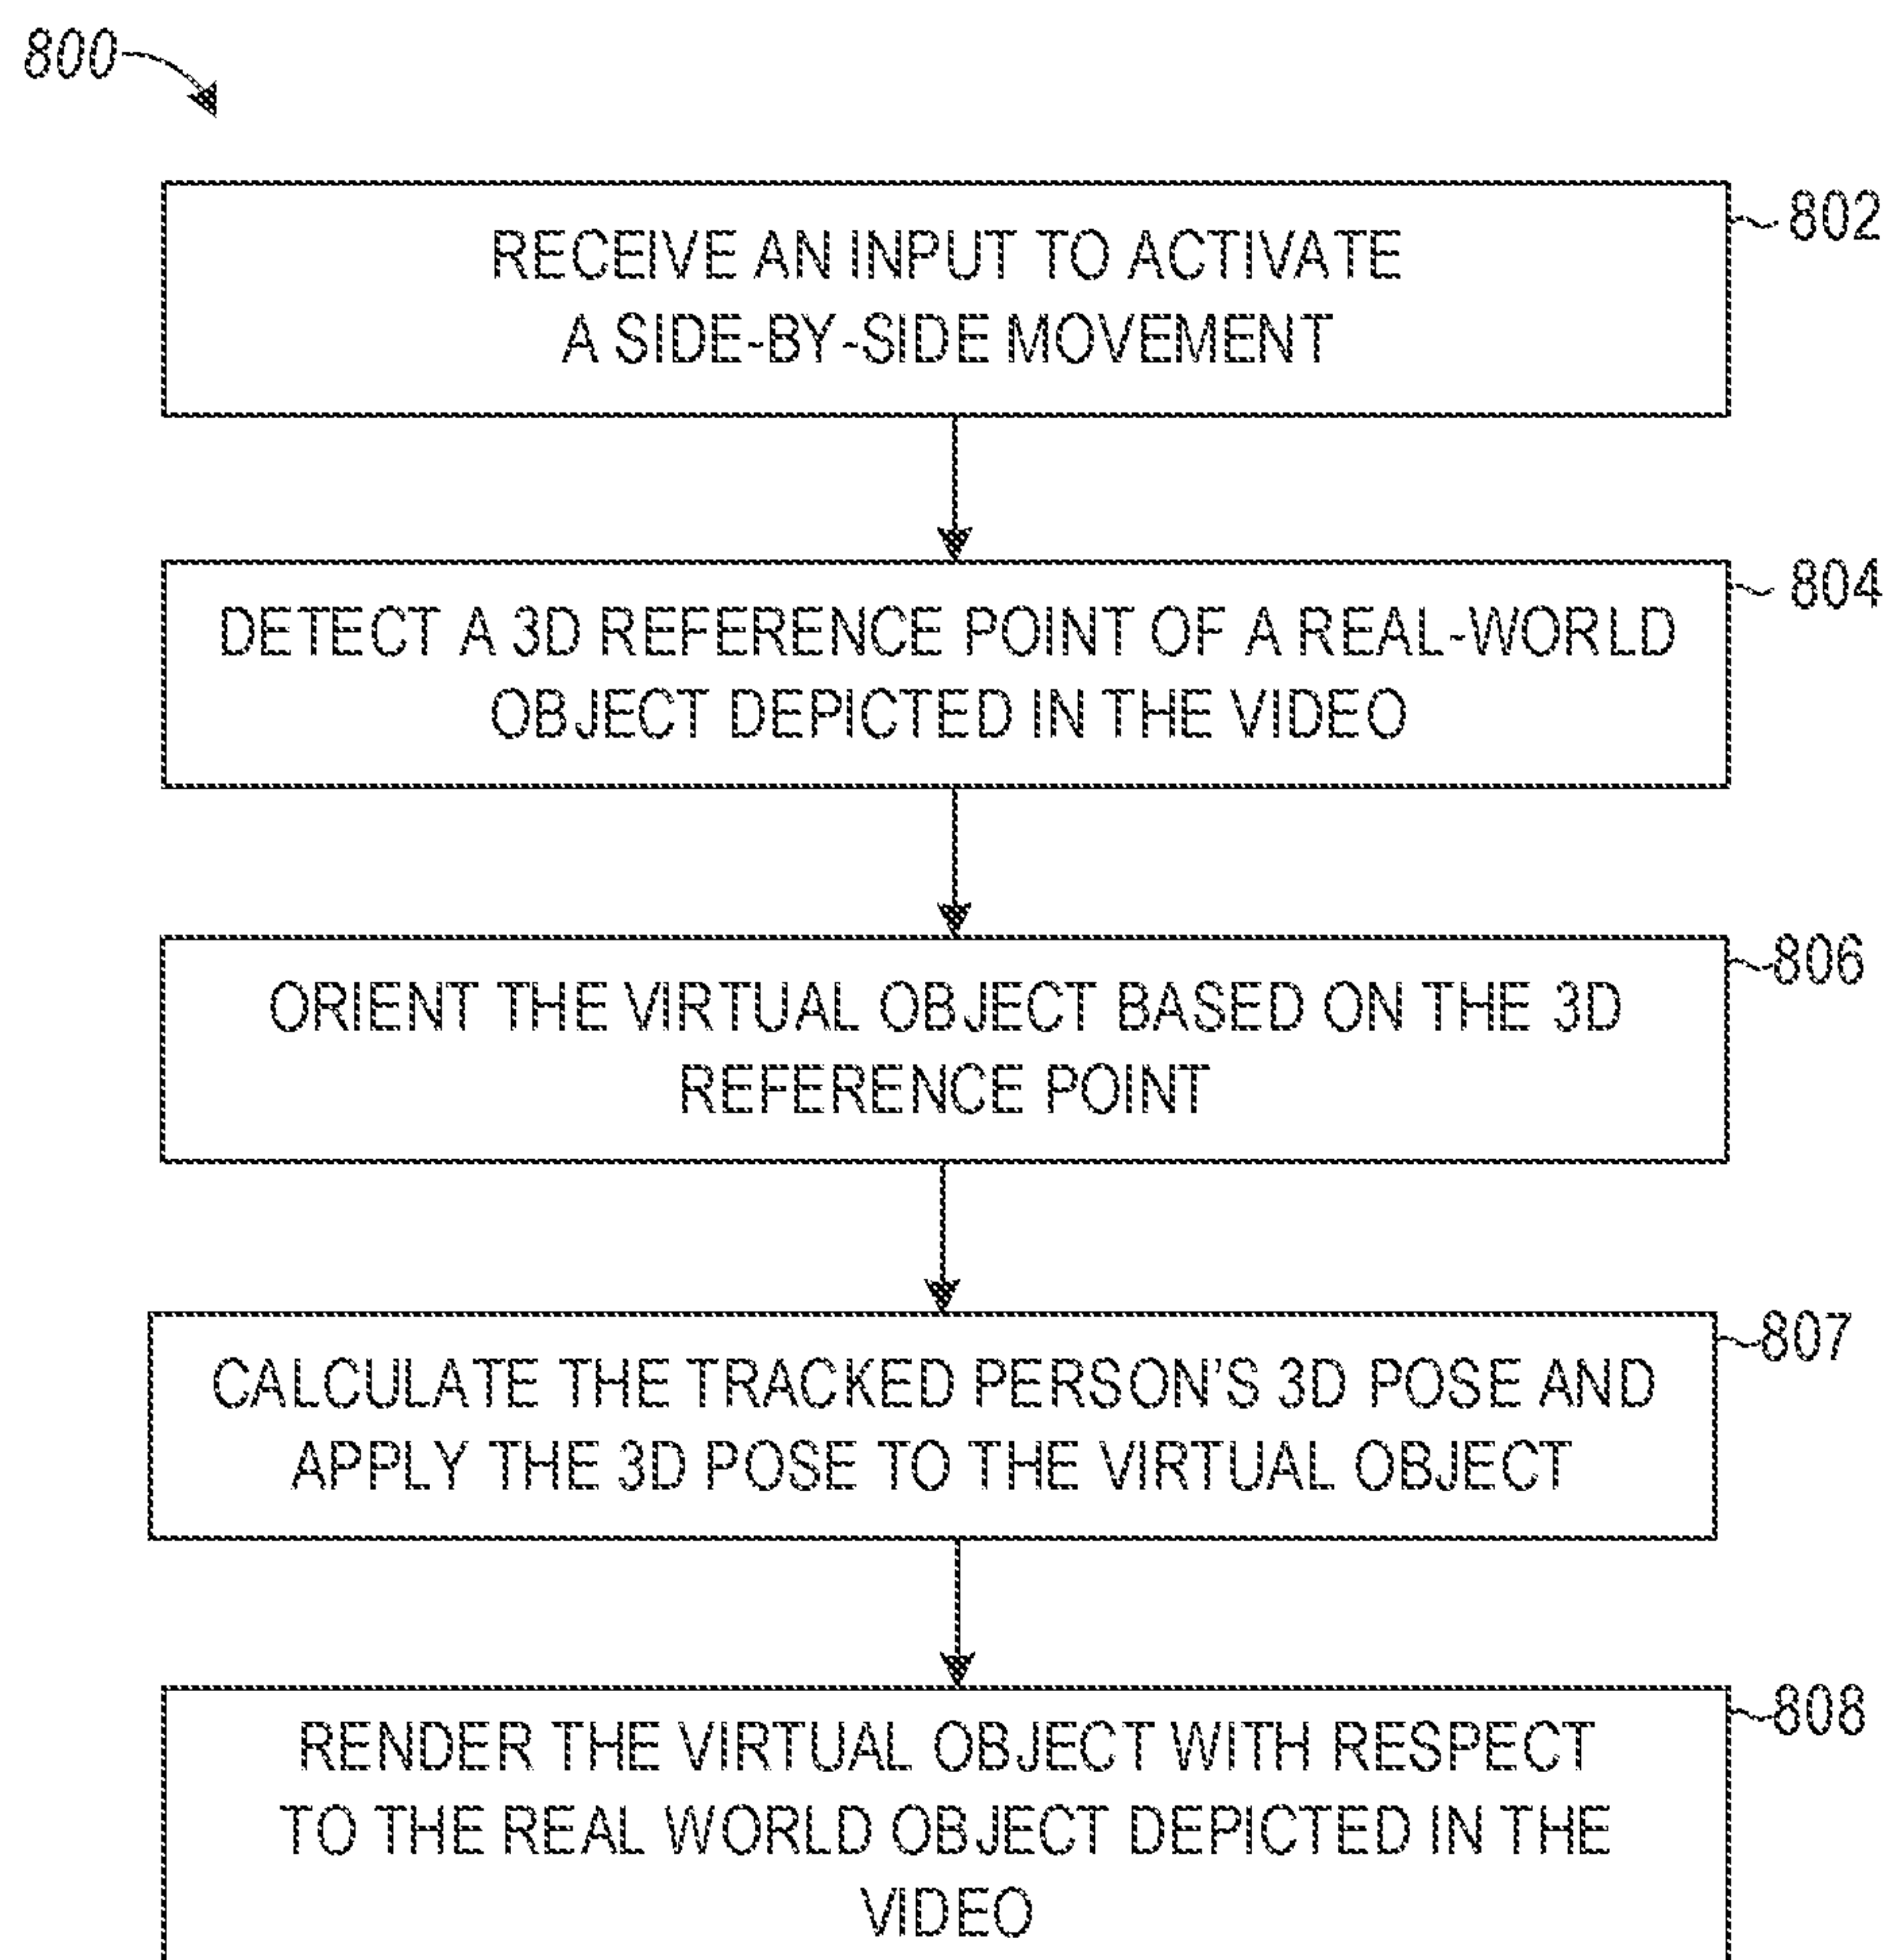 800
RECEIVE AN INPUT TO ACTIVATE
A SIDE-BY-SIDE MOVEMENT
802
DETECT A 3D REFERENCE POINT OF A REAL-WORLD
OBJECT DEPICTED IN THE VIDEO
804
ORIENT THE VIRTUAL OBJECT BASED ON THE 3D
REFERENCE POINT
806
CALCULATE THE TRACKED PERSON'S 3D POSE AND
APPLY THE 3D POSE TO THE VIRTUAL OBJECT
807
RENDER THE VIRTUAL OBJECT WITH RESPECT
TO THE REAL WORLD OBJECT DEPICTED IN THE
VIDEO
808